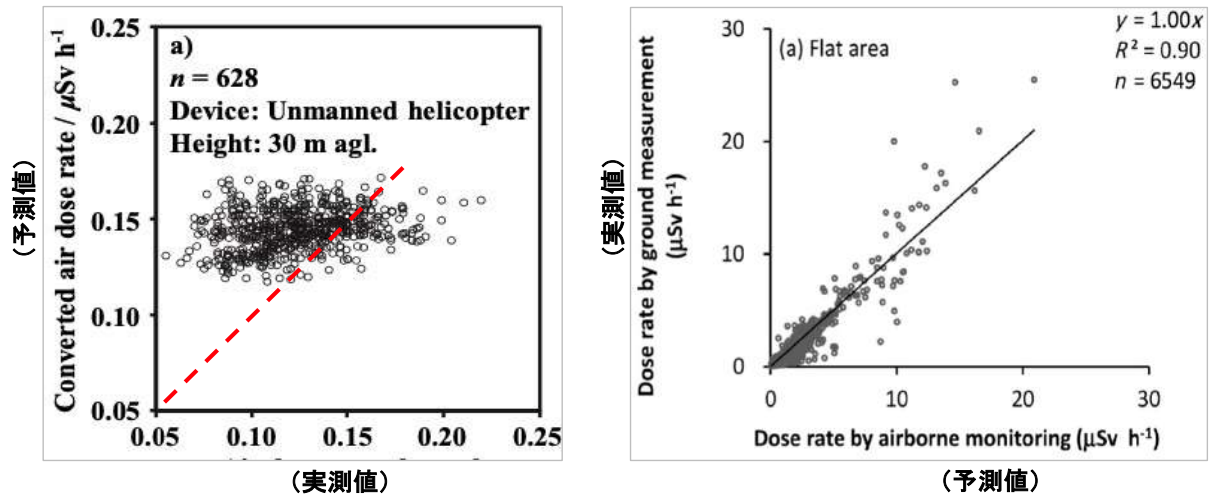 0.25
a)
n = 628
Device: Unmanned helicopter
Height: 30 m agl.
0.20
0.15
0.10
0.05
Converted air dose rate / μSv h-1
(予測値)
0.05 0.10 0.15 0.20 0.25
(実測値)
y = 1.00x
R² = 0.90
n = 6549
(a) Flat area
30
20
10
0
Dose rate by ground measurement
(μSv h-1)
(実測値)
0 10 20 30
Dose rate by airborne monitoring (μSv h-1)
(予測値)